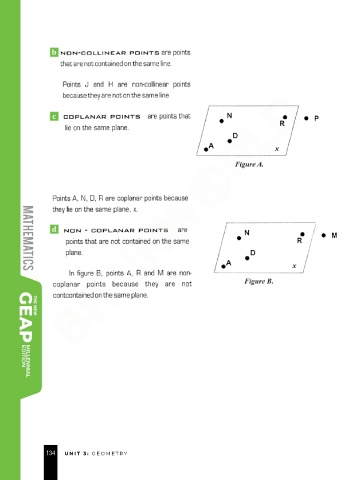 b NON-COLLINEAR POINTS are points
that are not contained on the same line.
Points J and H are non-collinear points
because they are not on the same line
c COPLANAR POINTS are points that
lie on the same plane.
N
R
P
D
A
x
Figure A.
Points A, N, D, R are coplanar points because
they lie on the same plane, x.
d NON - COPLANAR POINTS are
points that are not contained on the same
plane.
In figure B, points A, R and M are non-
coplanar points because they are not
contcontained on the same plane.
N
R
M
D
A
x
Figure B.
MATHEMATICS
THE NEW
GEAP
MILLENNIAL
EDITION
134 UNIT 3: GEOMETRY